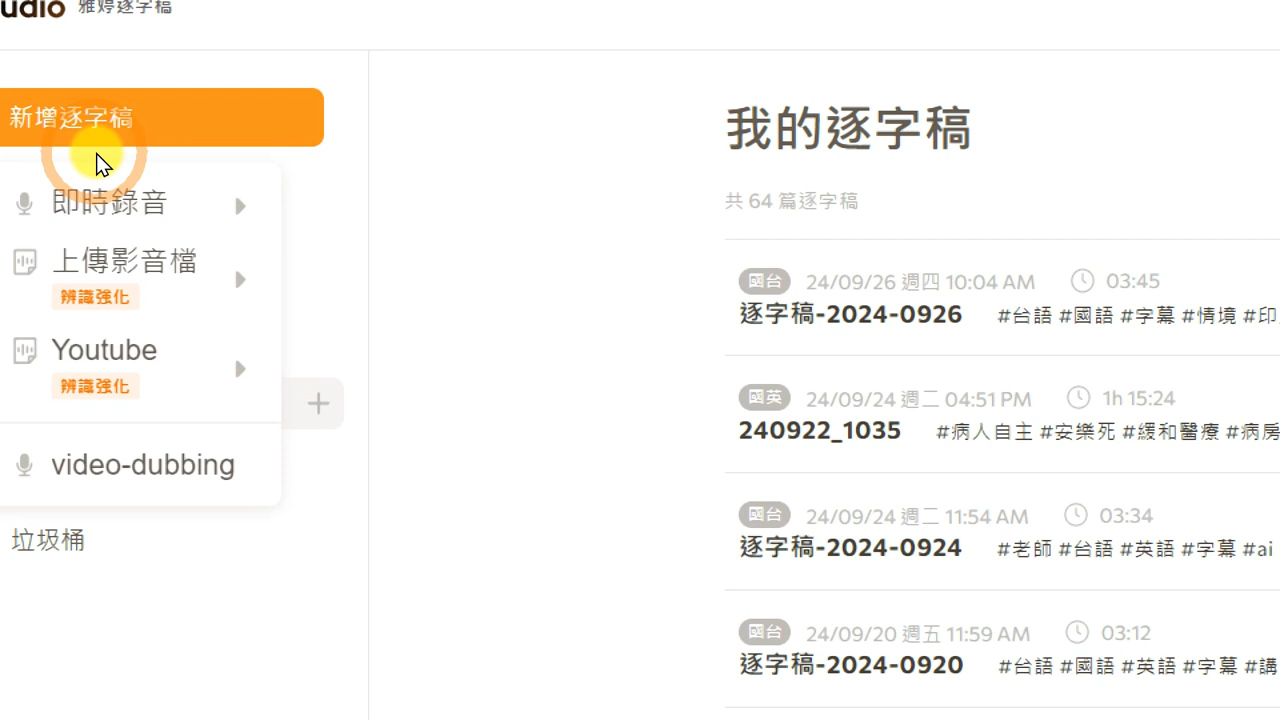 udio 雅婷逐字稿
新增逐字稿
即時錄音
上傳影音檔
辨識強化
Youtube
辨識強化
video-dubbing
垃圾桶
我的逐字稿
共 64 篇逐字稿
國台 24/09/26 週四 10:04 AM 03:45
逐字稿-2024-0926 #台語 #國語 #字幕 #情境 #印
國英 24/09/24 週二 04:51 PM 1h 15:24
240922_1035 #病人自主 #安樂死 #緩和醫療 #病房
國台 24/09/24 週二 11:54 AM 03:34
逐字稿-2024-0924 #老師 #台語 #英語 #字幕 #ai
國台 24/09/20 週五 11:59 AM 03:12
逐字稿-2024-0920 #台語 #國語 #英語 #字幕 #講